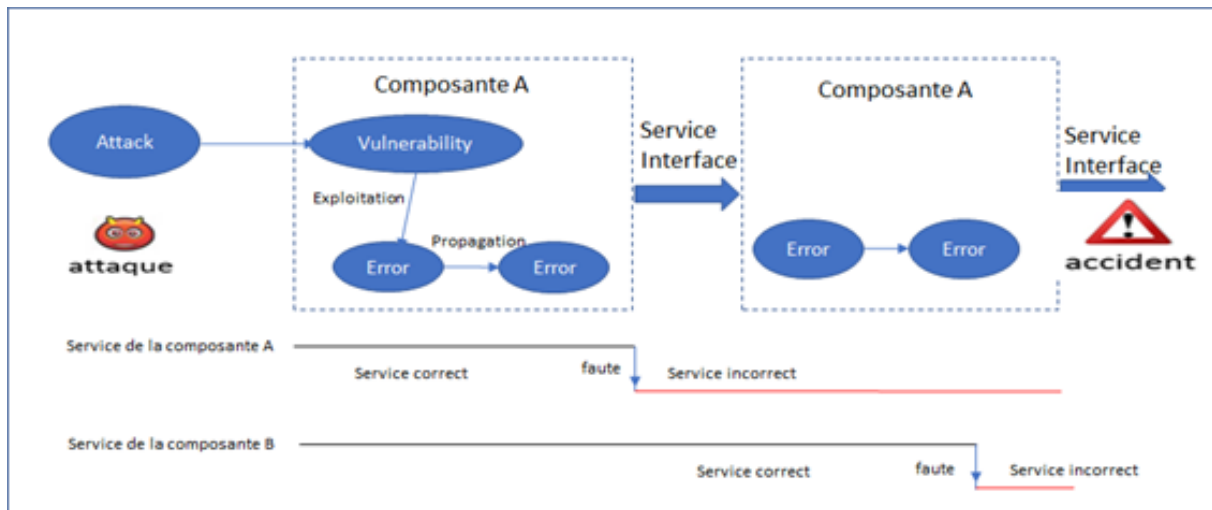 Composante A
Composante A
Attack
Vulnerability
Service
Interface
Service
Interface
Exploitation
Propagation
Error
Error
Error
Error
attaque
accident
Service de la composante A
Service correct
faute
Service incorrect
Service de la composante B
Service correct
faute
Service incorrect